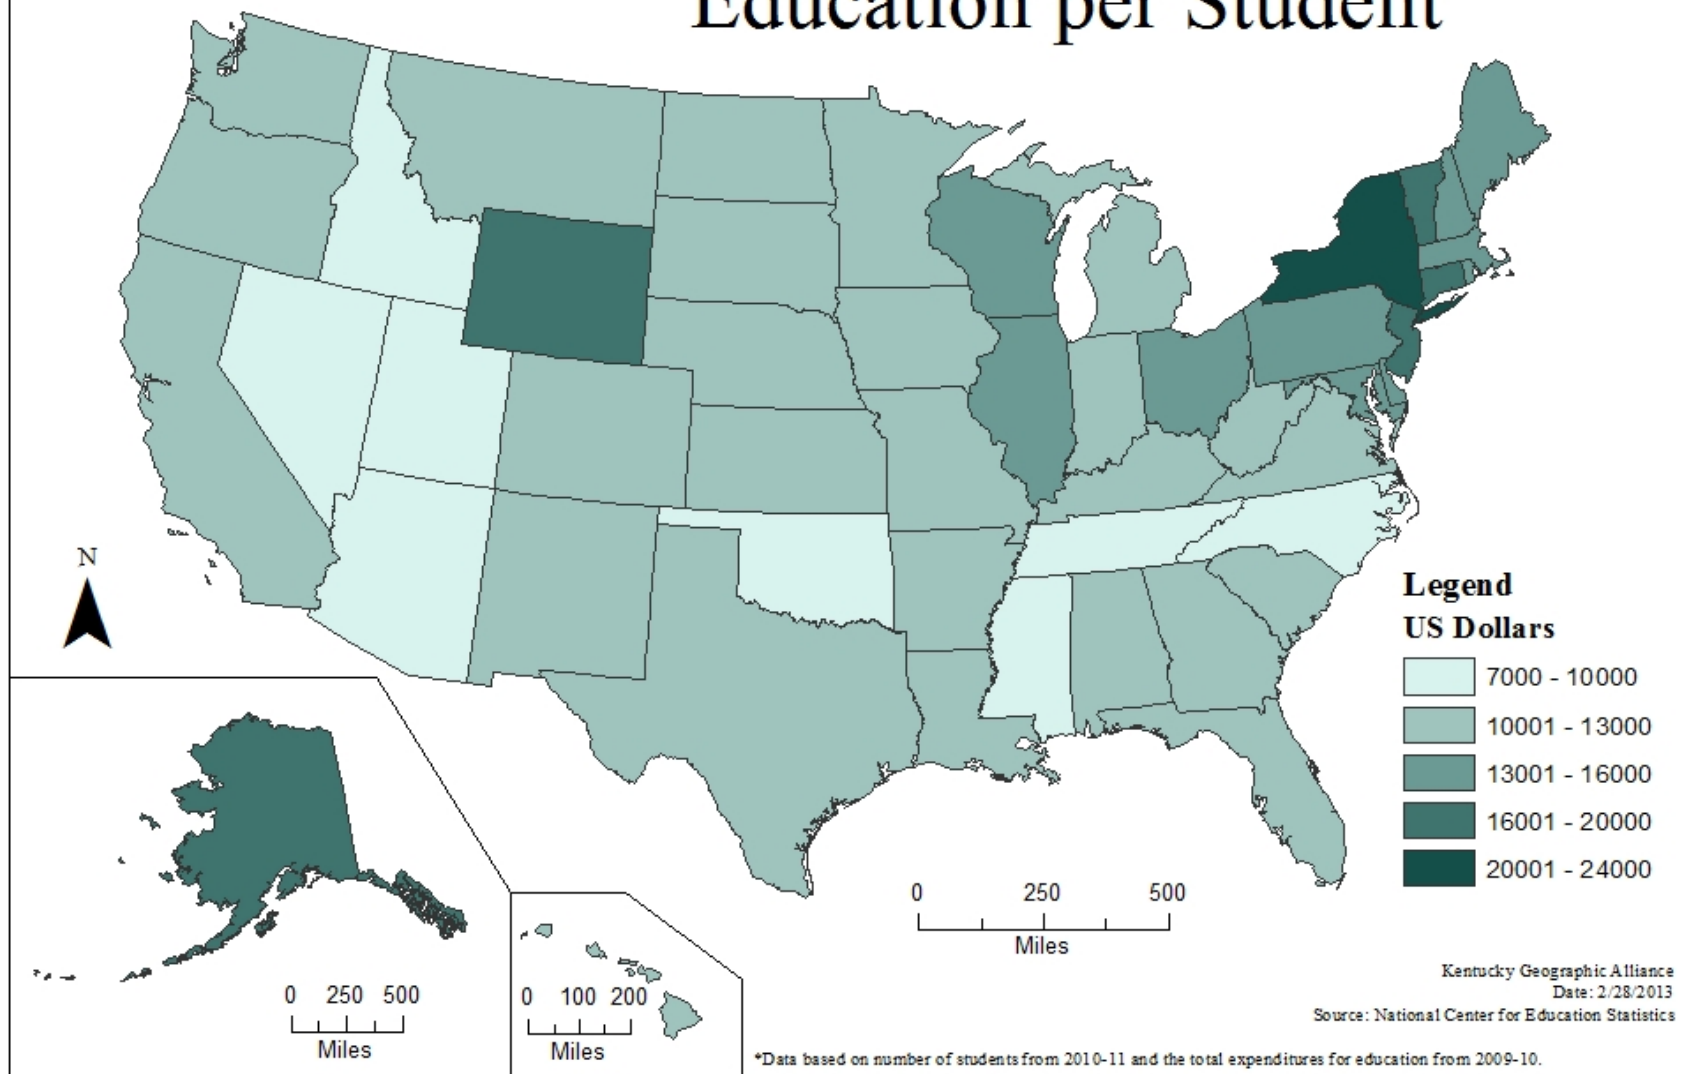 Education per Student
N
Legend
US Dollars
7000 - 10000
10001 - 13000
13001 - 16000
16001 - 20000
20001 - 24000
0 250 500
Miles
0 250 500
Miles
0 100 200
Miles
Kentucky Geographic Alliance
Date: 2/28/2013
Source: National Center for Education Statistics
*Data based on number of students from 2010-11 and the total expenditures for education from 2009-10.